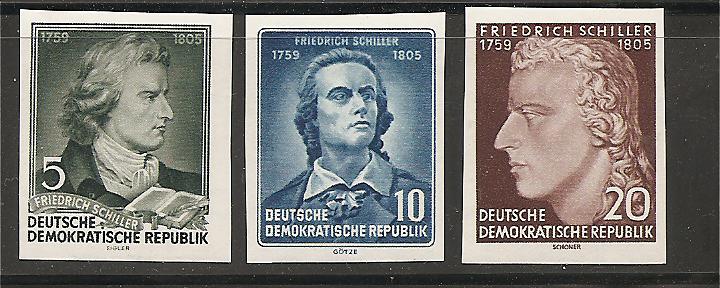 1759 1805
5
FRIEDRICH SCHILLER
DEUTSCHE
DEMOKRATISCHE REPUBLIK
SIGLER
FRIEDRICH SCHILLER
1759 1805
10
DEUTSCHE
DEMOKRATISCHE REPUBLIK
GÖTZE
FRIEDRICH SCHILLER
1759 1805
20
DEUTSCHE
DEMOKRATISCHE REPUBLIK
SCHONER